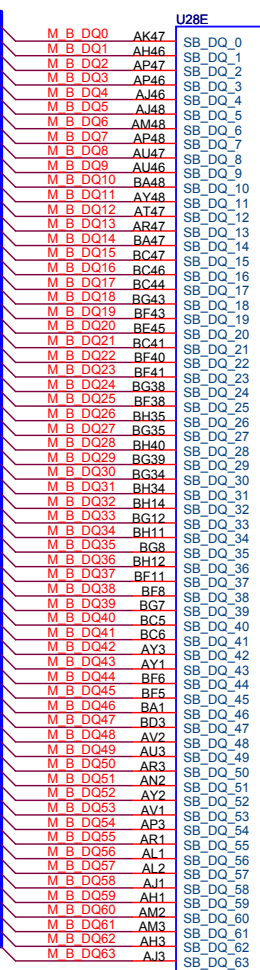 U28E
M_B_DQ0 AK47 SB_DQ_0
M_B_DQ1 AH46 SB_DQ_1
M_B_DQ2 AP47 SB_DQ_2
M_B_DQ3 AP46 SB_DQ_3
M_B_DQ4 AJ46 SB_DQ_4
M_B_DQ5 AJ48 SB_DQ_5
M_B_DQ6 AM48 SB_DQ_6
M_B_DQ7 AP48 SB_DQ_7
M_B_DQ8 AU47 SB_DQ_8
M_B_DQ9 AU46 SB_DQ_9
M_B_DQ10 BA48 SB_DQ_10
M_B_DQ11 AY48 SB_DQ_11
M_B_DQ12 AT47 SB_DQ_12
M_B_DQ13 AR47 SB_DQ_13
M_B_DQ14 BA47 SB_DQ_14
M_B_DQ15 BC47 SB_DQ_15
M_B_DQ16 BC46 SB_DQ_16
M_B_DQ17 BC44 SB_DQ_17
M_B_DQ18 BG43 SB_DQ_18
M_B_DQ19 BF43 SB_DQ_19
M_B_DQ20 BE45 SB_DQ_20
M_B_DQ21 BC41 SB_DQ_21
M_B_DQ22 BF40 SB_DQ_22
M_B_DQ23 BF41 SB_DQ_23
M_B_DQ24 BG38 SB_DQ_24
M_B_DQ25 BF38 SB_DQ_25
M_B_DQ26 BH35 SB_DQ_26
M_B_DQ27 BG35 SB_DQ_27
M_B_DQ28 BH40 SB_DQ_28
M_B_DQ29 BG39 SB_DQ_29
M_B_DQ30 BG34 SB_DQ_30
M_B_DQ31 BH34 SB_DQ_31
M_B_DQ32 BH14 SB_DQ_32
M_B_DQ33 BG12 SB_DQ_33
M_B_DQ34 BH11 SB_DQ_34
M_B_DQ35 BG8 SB_DQ_35
M_B_DQ36 BH12 SB_DQ_36
M_B_DQ37 BF11 SB_DQ_37
M_B_DQ38 BF8 SB_DQ_38
M_B_DQ39 BG7 SB_DQ_39
M_B_DQ40 BC5 SB_DQ_40
M_B_DQ41 BC6 SB_DQ_41
M_B_DQ42 AY3 SB_DQ_42
M_B_DQ43 AY1 SB_DQ_43
M_B_DQ44 BF6 SB_DQ_44
M_B_DQ45 BF5 SB_DQ_45
M_B_DQ46 BA1 SB_DQ_46
M_B_DQ47 BD3 SB_DQ_47
M_B_DQ48 AV2 SB_DQ_48
M_B_DQ49 AU3 SB_DQ_49
M_B_DQ50 AR3 SB_DQ_50
M_B_DQ51 AN2 SB_DQ_51
M_B_DQ52 AY2 SB_DQ_52
M_B_DQ53 AV1 SB_DQ_53
M_B_DQ54 AP3 SB_DQ_54
M_B_DQ55 AR1 SB_DQ_55
M_B_DQ56 AL1 SB_DQ_56
M_B_DQ57 AL2 SB_DQ_57
M_B_DQ58 AJ1 SB_DQ_58
M_B_DQ59 AH1 SB_DQ_59
M_B_DQ60 AM2 SB_DQ_60
M_B_DQ61 AM3 SB_DQ_61
M_B_DQ62 AH3 SB_DQ_62
M_B_DQ63 AJ3 SB_DQ_63